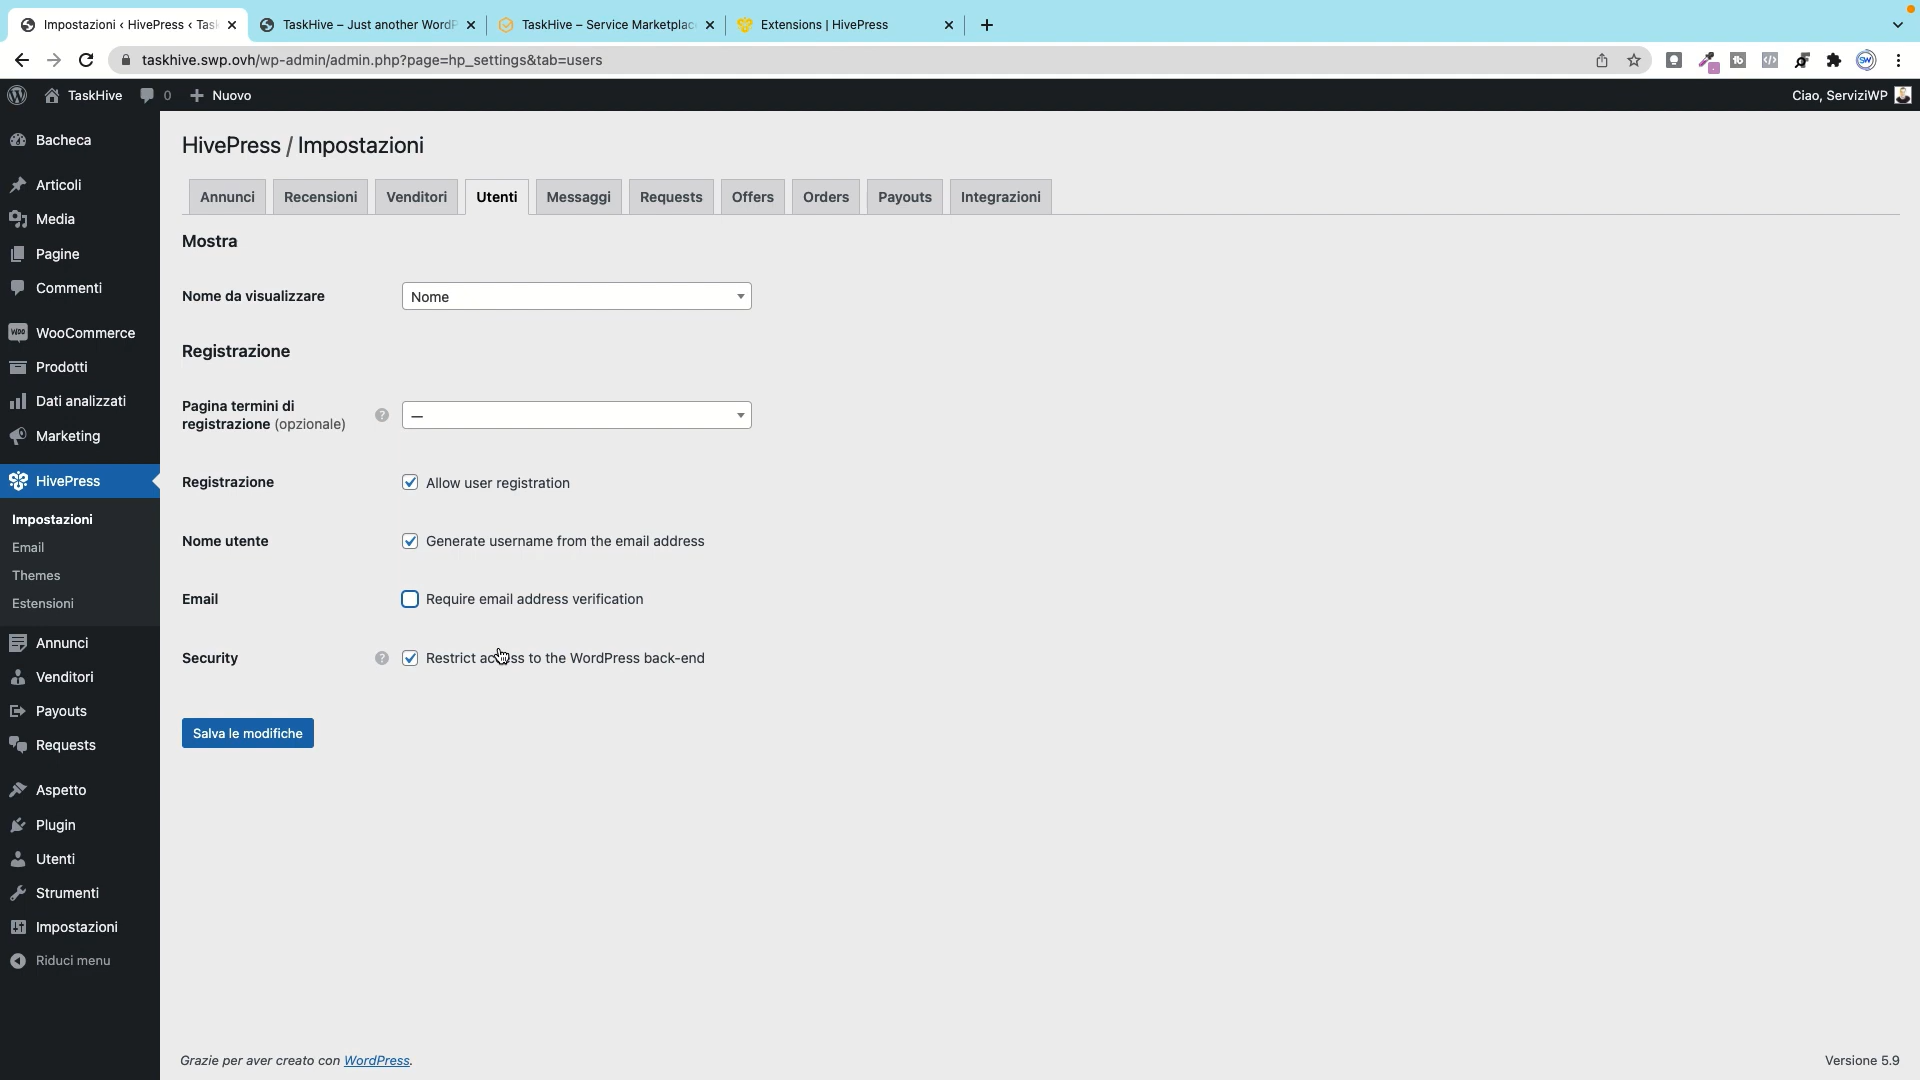 Impostazioni ‹ HivePress ‹ Task
TaskHive – Just another WordP
TaskHive – Service Marketplac
Extensions | HivePress
taskhive.swp.ovh/wp-admin/admin.php?page=hp_settings&tab=users
TaskHive
0
Nuovo
Ciao, ServiziWP
Bacheca
Articoli
Media
Pagine
Commenti
WooCommerce
Prodotti
Dati analizzati
Marketing
HivePress
Impostazioni
Email
Themes
Estensioni
Annunci
Venditori
Payouts
Requests
Aspetto
Plugin
Utenti
Strumenti
Impostazioni
Riduci menu
HivePress / Impostazioni
Annunci
Recensioni
Venditori
Utenti
Messaggi
Requests
Offers
Orders
Payouts
Integrazioni
Mostra
Nome da visualizzare
Nome
Registrazione
Pagina termini di
registrazione (opzionale)
?
—
Registrazione
Allow user registration
Nome utente
Generate username from the email address
Email
Require email address verification
Security
?
Restrict access to the WordPress back-end
Salva le modifiche
Grazie per aver creato con WordPress.
Versione 5.9